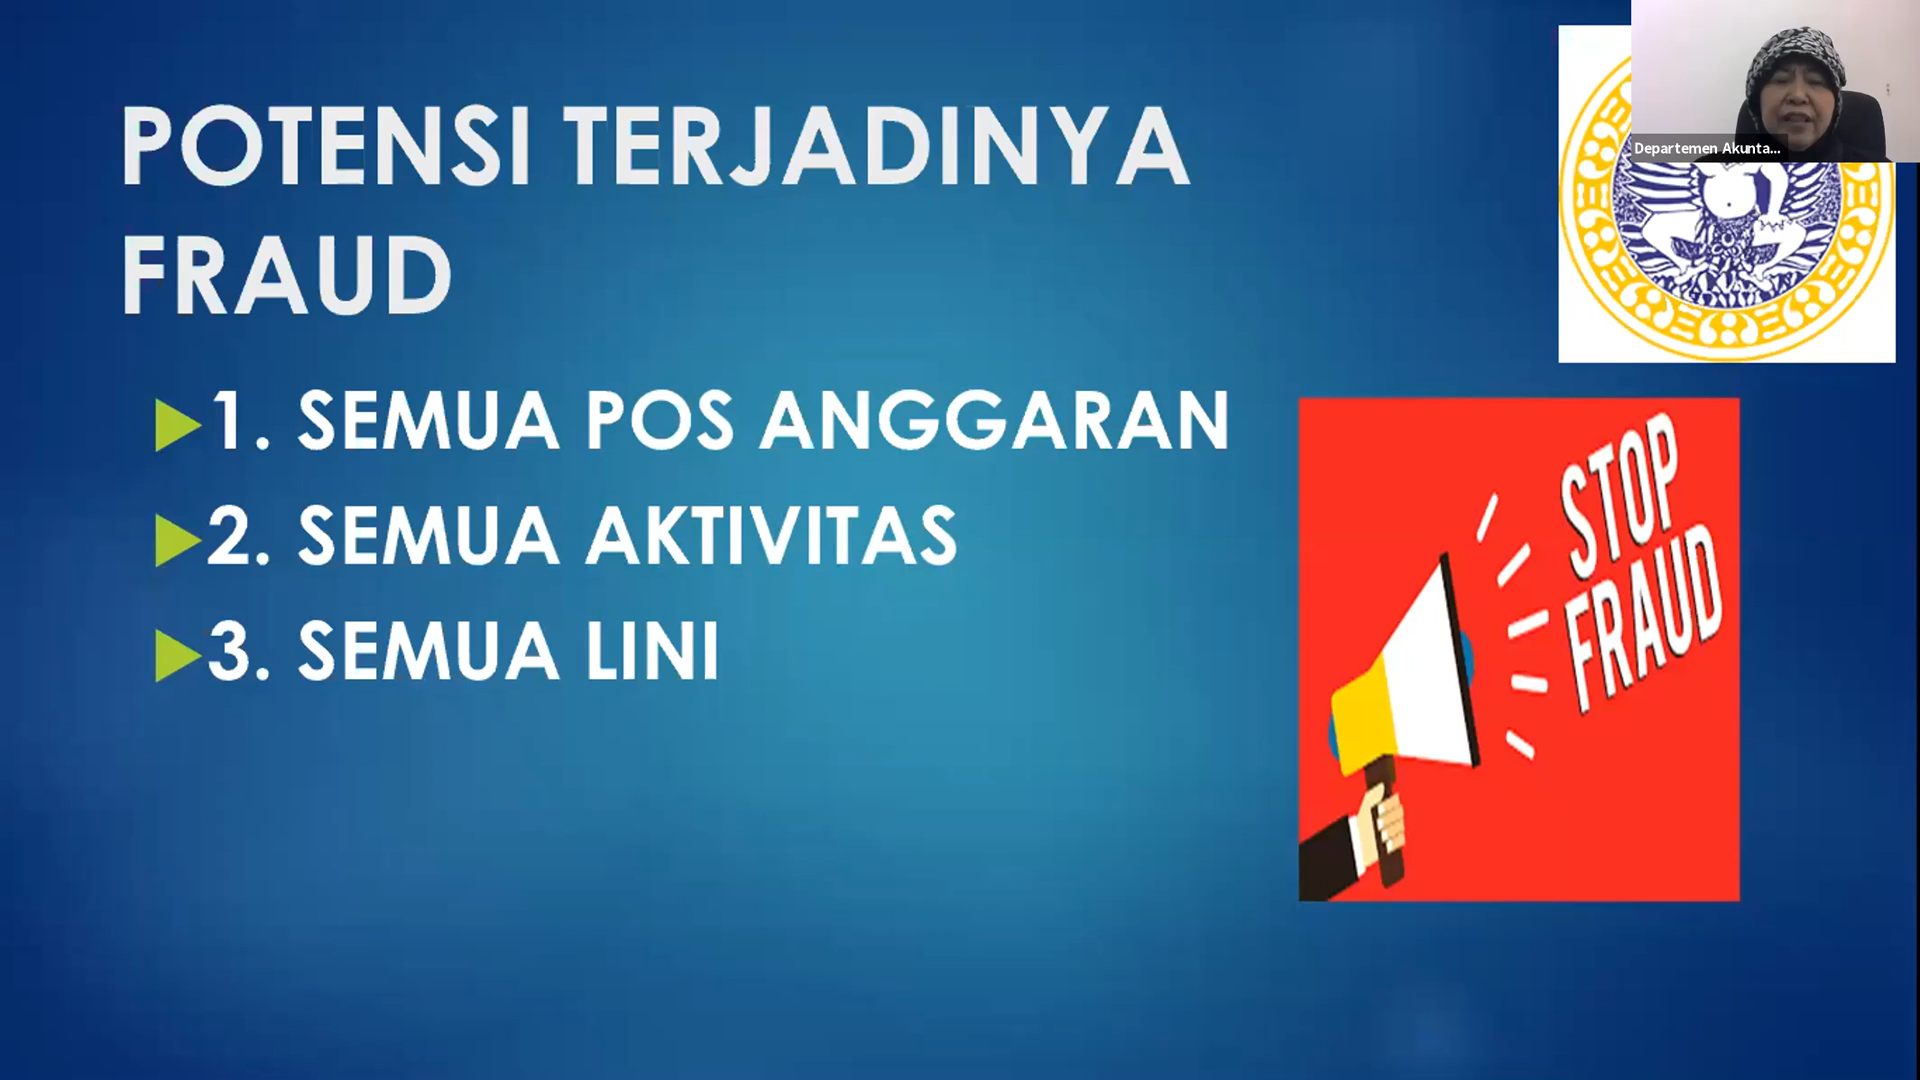 POTENSI TERJADINYA
FRAUD
1. SEMUA POS ANGGARAN
2. SEMUA AKTIVITAS
3. SEMUA LINI
STOP
FRAUD
Departemen Akunta...